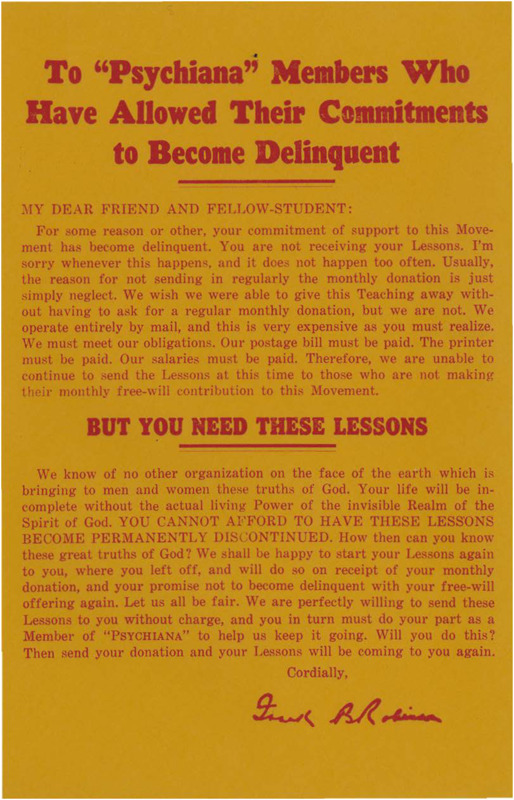 To “Psychiana” Members Who
Have Allowed Their Commitments
to Become Delinquent
MY DEAR FRIEND AND FELLOW-STUDENT:
For some reason or other, your commitment of support to this Move-
ment has become delinquent. You are not receiving your Lessons. I'm
sorry whenever this happens, and it does not happen too often. Usually,
the reason for not sending in regularly the monthly donation is just
simply neglect. We wish we were able to give this Teaching away with-
out having to ask for a regular monthly donation, but we are not. We
operate entirely by mail, and this is very expensive as you must realize.
We must meet our obligations. Our postage bill must be paid. The printer
must be paid. Our salaries must be paid. Therefore, we are unable to
continue to send the Lessons at this time to those who are not making
their monthly free-will contribution to this Movement.
BUT YOU NEED THESE LESSONS
We know of no other organization on the face of the earth which is
bringing to men and women these truths of God. Your life will be in-
complete without the actual living Power of the invisible Realm of the
Spirit of God. YOU CANNOT AFFORD TO HAVE THESE LESSONS
BECOME PERMANENTLY DISCONTINUED. How then can you know
these great truths of God? We shall be happy to start your Lessons again
to you, where you left off, and will do so on receipt of your monthly
donation, and your promise not to become delinquent with your free-will
offering again. Let us all be fair. We are perfectly willing to send these
Lessons to you without charge, and you in turn must do your part as a
Member of “PSYCHIANA” to help us keep it going. Will you do this?
Then send your donation and your Lessons will be coming to you again.
Cordially,
Frank B Robinson